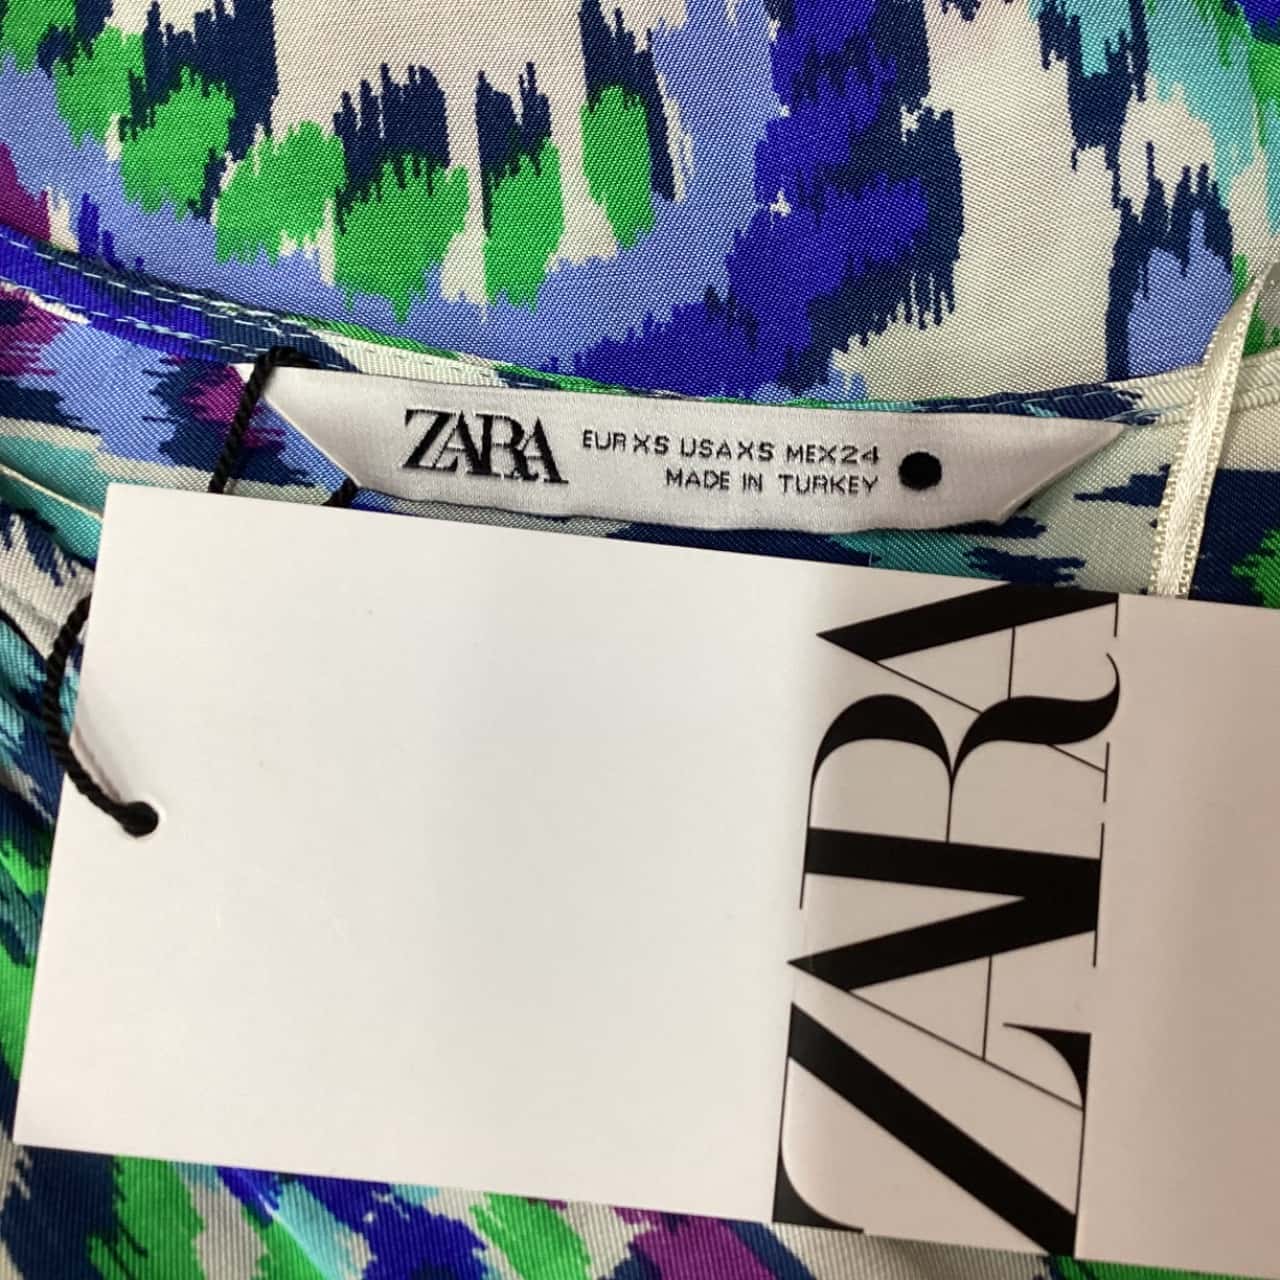 ZARA
EUR XS USA XS MEX 24
MADE IN TURKEY
ZARA